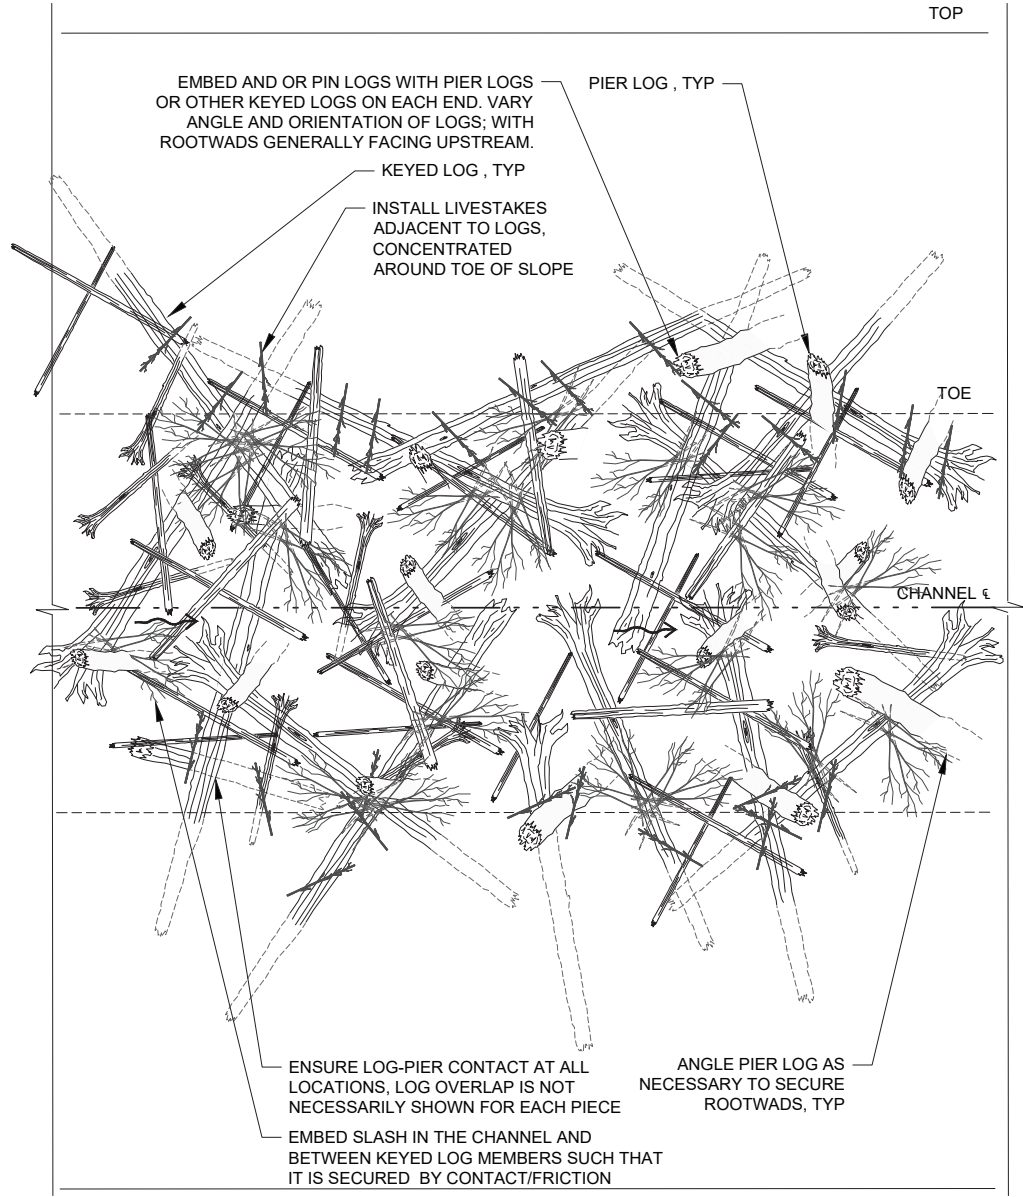 TOP
EMBED AND OR PIN LOGS WITH PIER LOGS
OR OTHER KEYED LOGS ON EACH END. VARY
ANGLE AND ORIENTATION OF LOGS; WITH
ROOTWADS GENERALLY FACING UPSTREAM.
PIER LOG , TYP
KEYED LOG , TYP
INSTALL LIVESTAKES
ADJACENT TO LOGS,
CONCENTRATED
AROUND TOE OF SLOPE
TOE
CHANNEL ℄
ENSURE LOG-PIER CONTACT AT ALL
LOCATIONS, LOG OVERLAP IS NOT
NECESSARILY SHOWN FOR EACH PIECE
ANGLE PIER LOG AS
NECESSARY TO SECURE
ROOTWADS, TYP
EMBED SLASH IN THE CHANNEL AND
BETWEEN KEYED LOG MEMBERS SUCH THAT
IT IS SECURED BY CONTACT/FRICTION